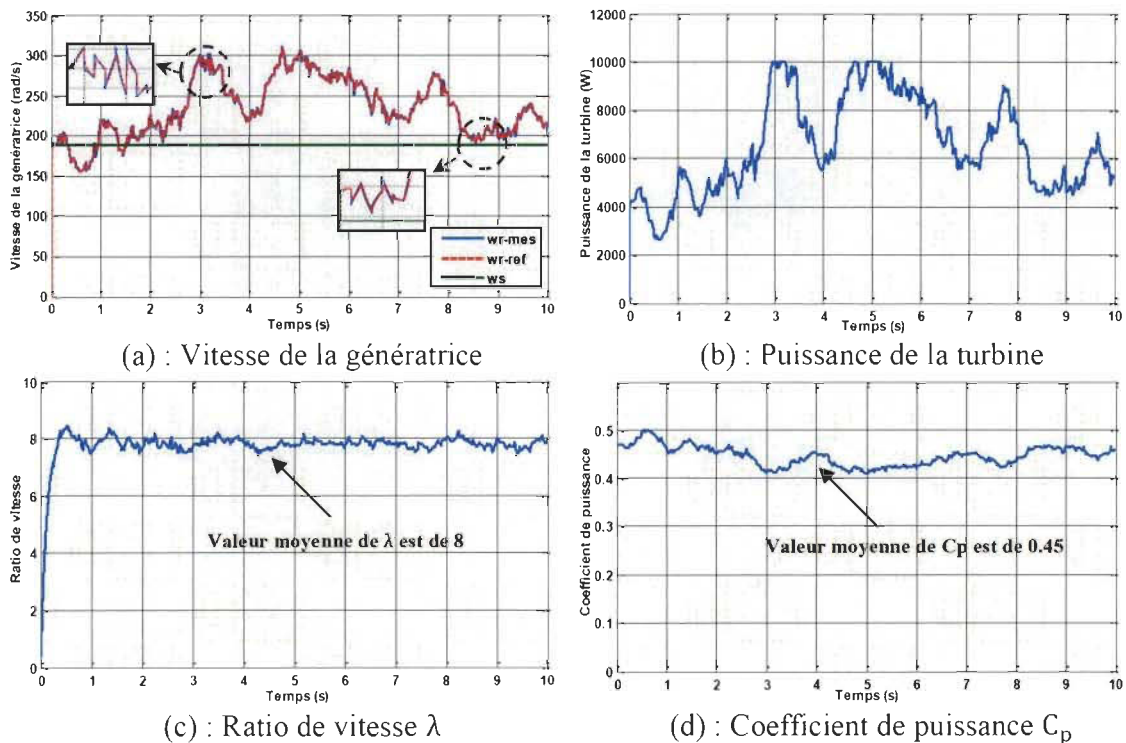 350
300
250
200
150
100
50
0
Vitesse de la génératrice (rad/s)
wr-mes
wr-ref
ws
0 1 2 3 4 5 6 7 8 9 10
Temps (s)
(a) : Vitesse de la génératrice
12000
10000
8000
6000
4000
2000
0
Puissance de la turbine (W)
0 1 2 3 4 5 6 7 8 9 10
Temps (s)
(b) : Puissance de la turbine
10
8
6
4
2
0
Ratio de vitesse
Valeur moyenne de λ est de 8
0 1 2 3 4 5 6 7 8 9 10
Temps (s)
(c) : Ratio de vitesse λ
0.5
0.4
0.3
0.2
0.1
0
Coefficient de puissance
Valeur moyenne de Cp est de 0.45
0 1 2 3 4 5 6 7 8 9 10
Temps (s)
(d) : Coefficient de puissance Cp